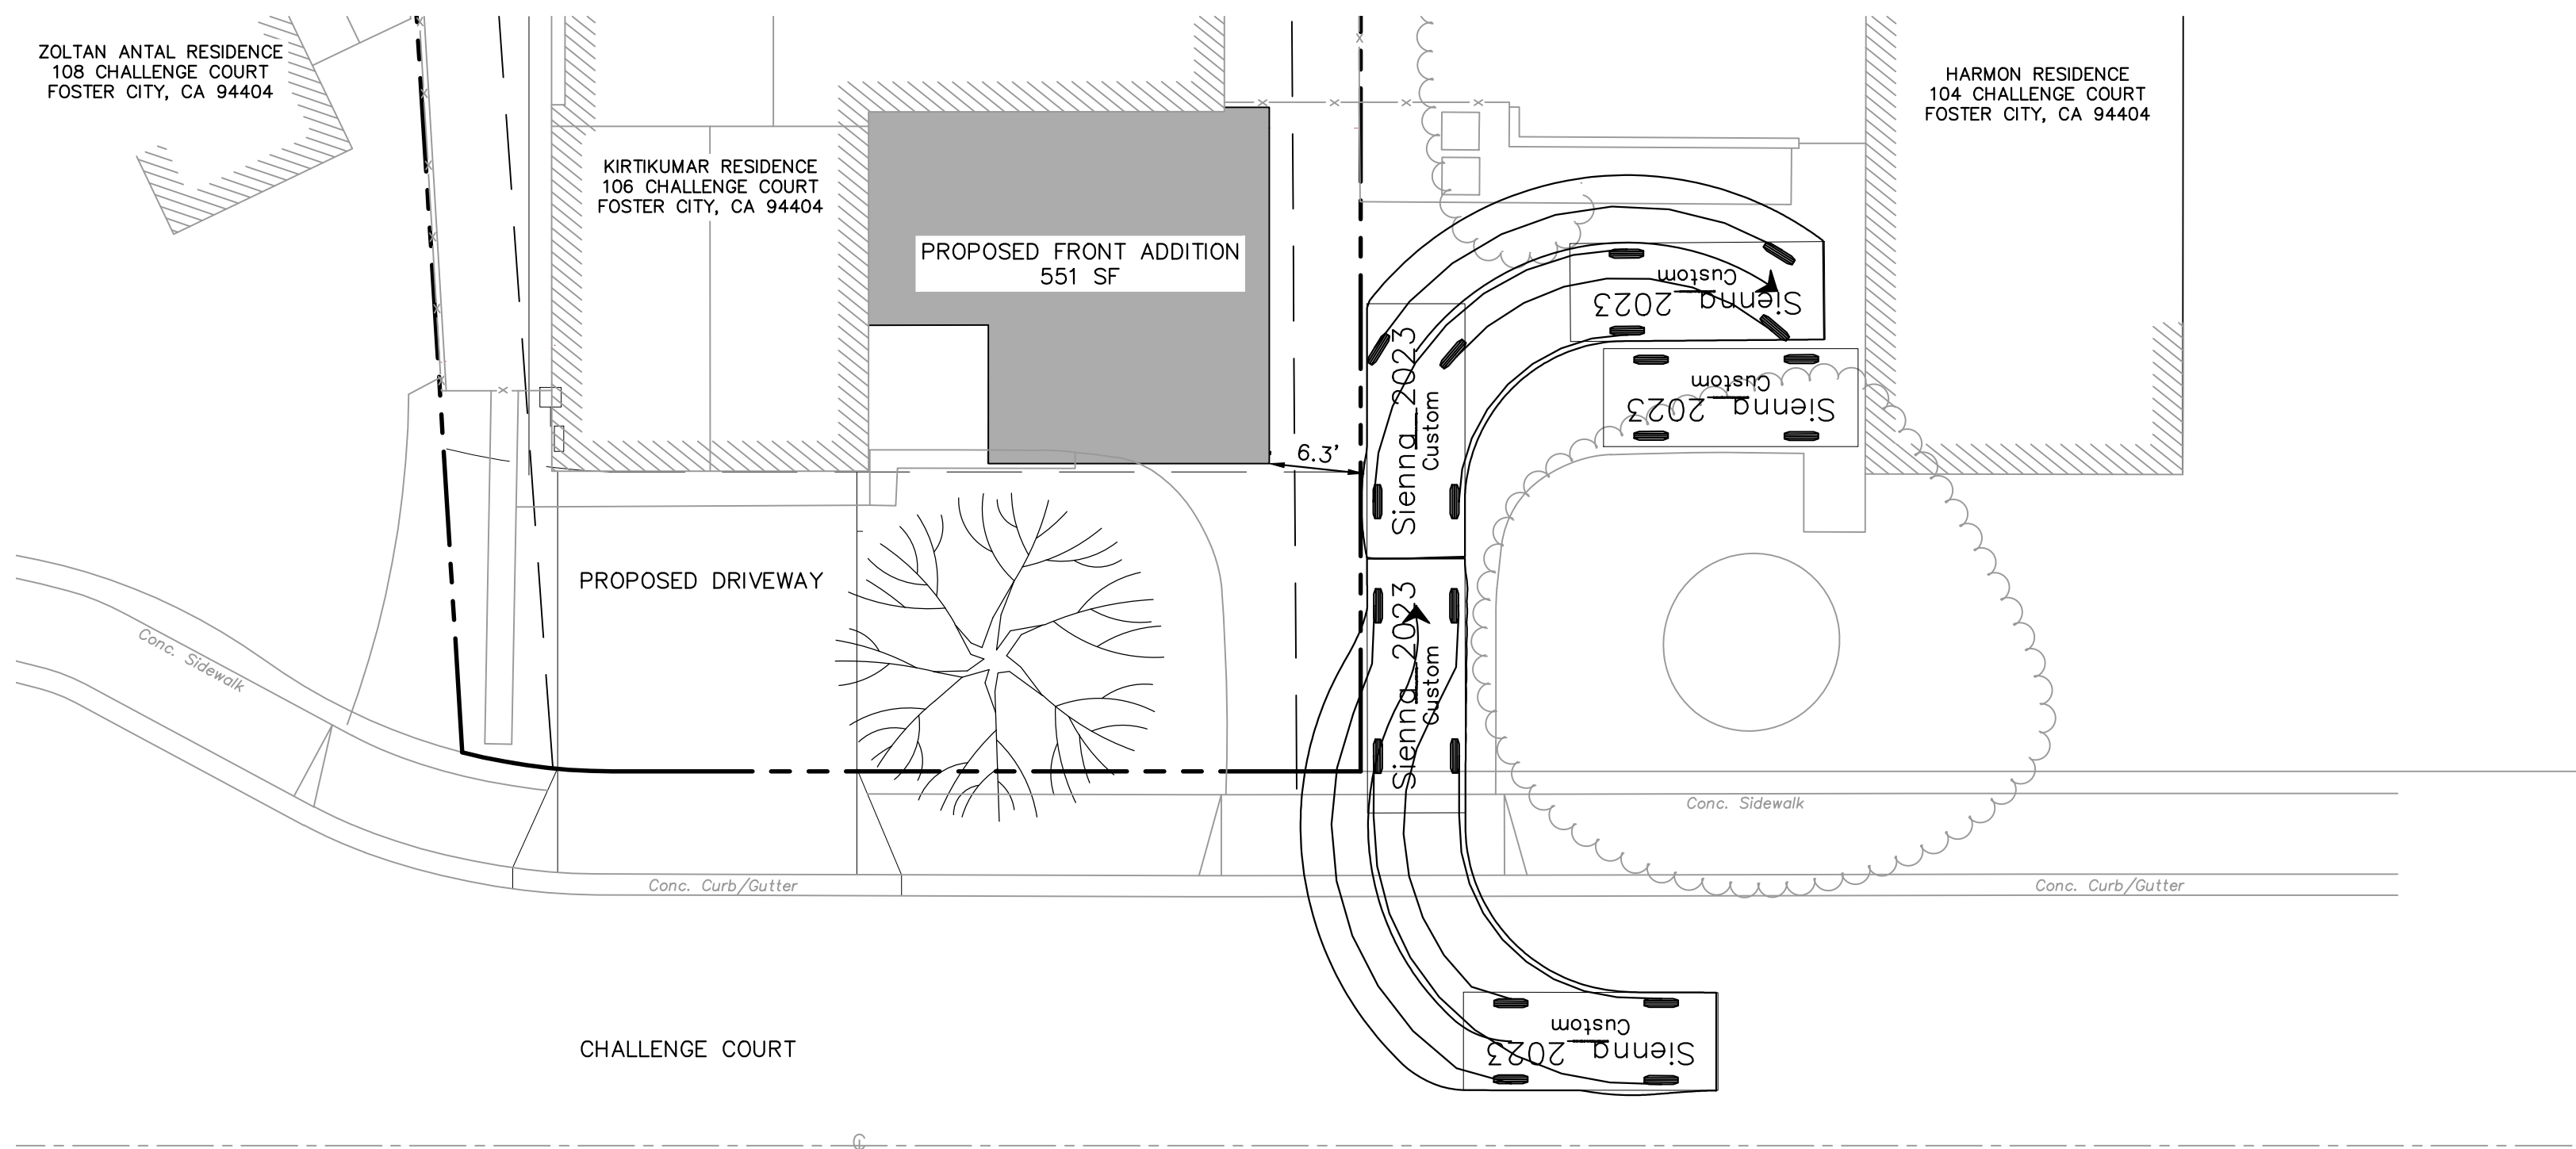 ZOLTAN ANTAL RESIDENCE
108 CHALLENGE COURT
FOSTER CITY, CA 94404
HARMON RESIDENCE
104 CHALLENGE COURT
FOSTER CITY, CA 94404
KIRTIKUMAR RESIDENCE
106 CHALLENGE COURT
FOSTER CITY, CA 94404
PROPOSED FRONT ADDITION
551 SF
Custom
Sienna_2023
Custom
Sienna_2023
Sienna_2023
Custom
6.3'
PROPOSED DRIVEWAY
Sienna_2023
Custom
Conc. Sidewalk
Conc. Sidewalk
Conc. Curb/Gutter
Conc. Curb/Gutter
Custom
Sienna_2023
CHALLENGE COURT
℄